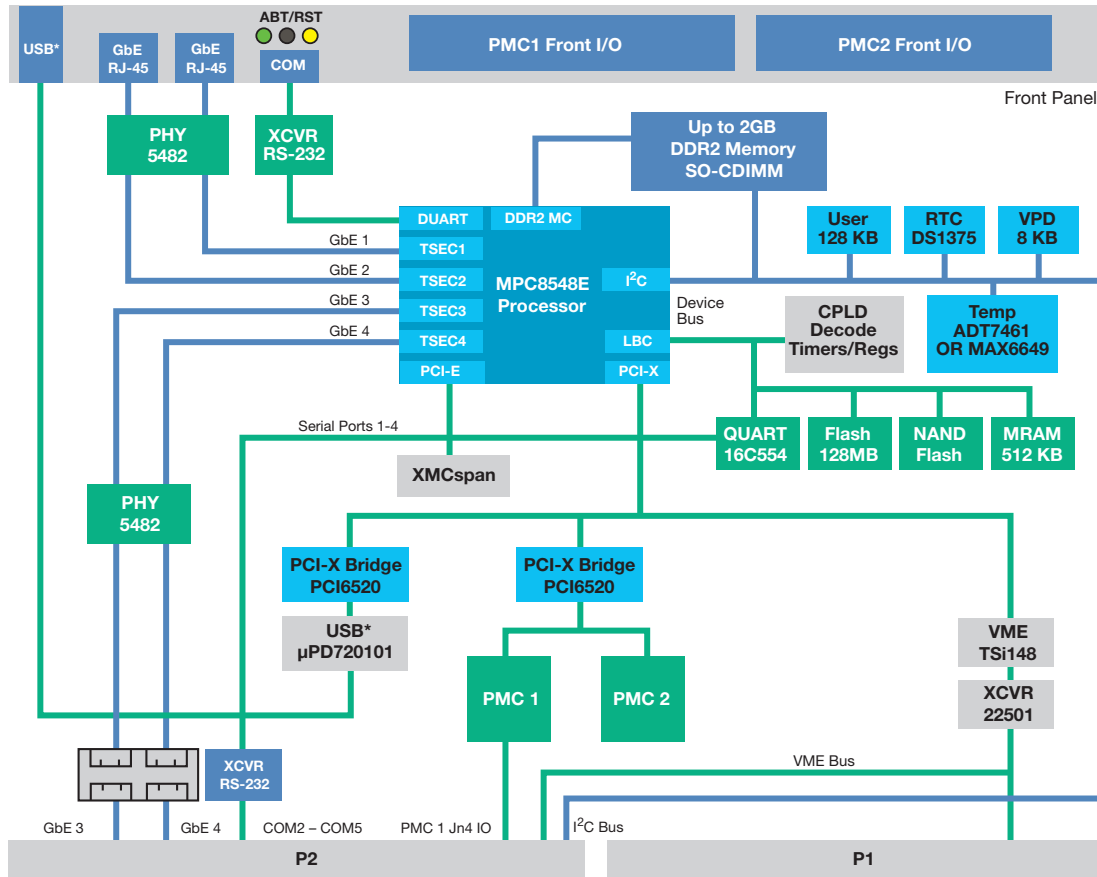 ABT/RST
USB*
GbE
RJ-45
GbE
RJ-45
COM
PMC1 Front I/O
PMC2 Front I/O
Front Panel
PHY
5482
XCVR
RS-232
Up to 2GB
DDR2 Memory
SO-CDIMM
DUART
DDR2 MC
User
128 KB
RTC
DS1375
VPD
8 KB
GbE 1
TSEC1
GbE 2
TSEC2
MPC8548E
Processor
I²C
GbE 3
TSEC3
Device
Bus
CPLD
Decode
Timers/Regs
Temp
ADT7461
OR MAX6649
GbE 4
TSEC4
LBC
PCI-E
PCI-X
Serial Ports 1-4
QUART
16C554
Flash
128MB
NAND
Flash
MRAM
512 KB
XMCspan
PHY
5482
PCI-X Bridge
PCI6520
PCI-X Bridge
PCI6520
USB*
µPD720101
VME
TSi148
PMC 1
PMC 2
XCVR
22501
XCVR
RS-232
VME Bus
GbE 3
GbE 4
COM2 – COM5
PMC 1 Jn4 IO
I²C Bus
P2
P1